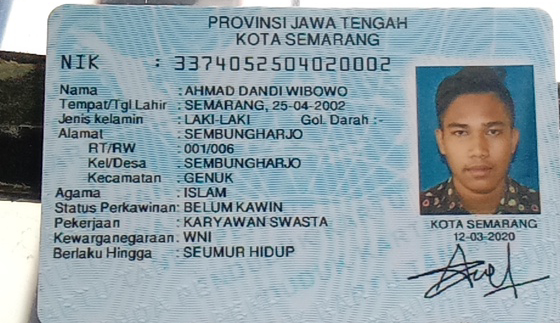 PROVINSI JAWA TENGAH
KOTA SEMARANG
NIK : 3374052504020002
Nama : AHMAD DANDI WIBOWO
Tempat/Tgl Lahir : SEMARANG, 25-04-2002
Jenis kelamin : LAKI-LAKI Gol. Darah :-
Alamat : SEMBUNGHARJO
RT/RW : 001/006
Kel/Desa : SEMBUNGHARJO
Kecamatan : GENUK
Agama : ISLAM
Status Perkawinan: BELUM KAWIN
Pekerjaan : KARYAWAN SWASTA
Kewarganegaraan: WNI
Berlaku Hingga : SEUMUR HIDUP
KOTA SEMARANG
12-03-2020